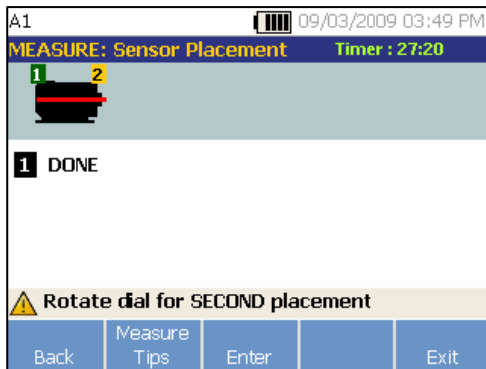 A1 09/03/2009 03:49 PM
MEASURE: Sensor Placement Timer : 27:20
1 2
1 DONE
Rotate dial for SECOND placement
Back Measure Tips Enter Exit